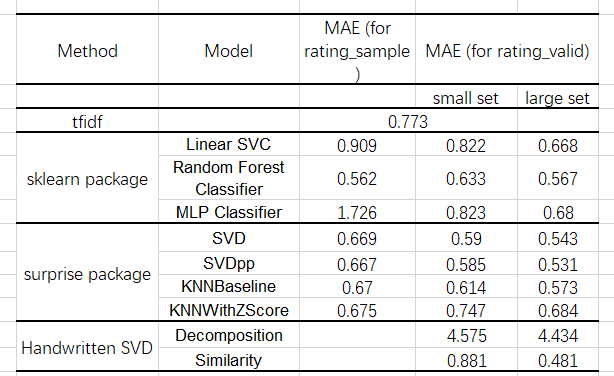 Method Model MAE (for rating_sample) MAE (for rating_valid)
small set large set
tfidf 0.773
sklearn package
Linear SVC 0.909 0.822 0.668
Random Forest Classifier 0.562 0.633 0.567
MLP Classifier 1.726 0.823 0.68
surprise package
SVD 0.669 0.59 0.543
SVDpp 0.667 0.585 0.531
KNNBaseline 0.67 0.614 0.573
KNNWithZScore 0.675 0.747 0.684
Handwritten SVD
Decomposition 4.575 4.434
Similarity 0.881 0.481